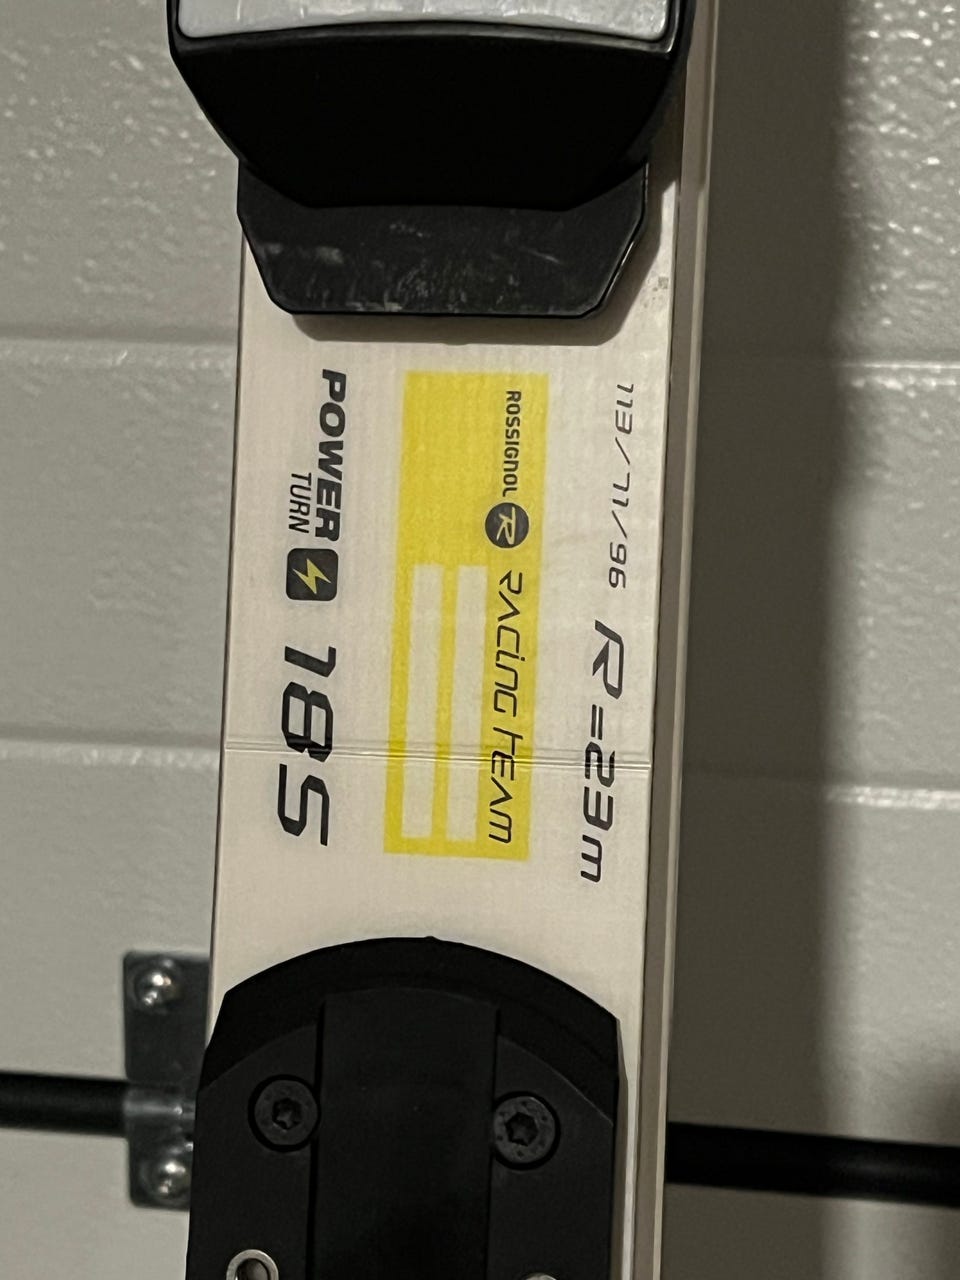 113/71/96 R=23m
ROSSIGNOL R RACING TEAM
POWER TURN 185